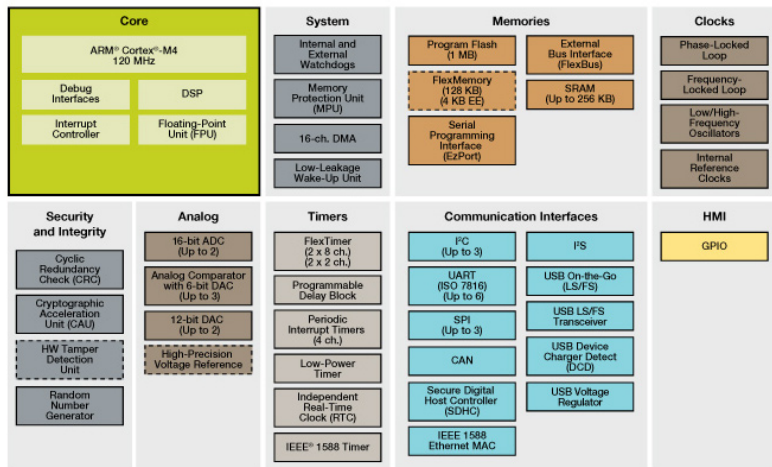 Core
ARM® Cortex®-M4
120 MHz
Debug
Interfaces
DSP
Interrupt
Controller
Floating-Point
Unit (FPU)
System
Internal and
External
Watchdogs
Memory
Protection Unit
(MPU)
16-ch. DMA
Low-Leakage
Wake-Up Unit
Memories
Program Flash
(1 MB)
External
Bus Interface
(FlexBus)
FlexMemory
(128 KB)
(4 KB EE)
SRAM
(Up to 256 KB)
Serial
Programming
Interface
(EzPort)
Clocks
Phase-Locked
Loop
Frequency-
Locked Loop
Low/High-
Frequency
Oscillators
Internal
Reference
Clocks
Security
and Integrity
Cyclic
Redundancy
Check (CRC)
Cryptographic
Acceleration
Unit (CAU)
HW Tamper
Detection
Unit
Random
Number
Generator
Analog
16-bit ADC
(Up to 2)
Analog Comparator
with 6-bit DAC
(Up to 3)
12-bit DAC
(Up to 2)
High-Precision
Voltage Reference
Timers
FlexTimer
(2 x 8 ch.)
(2 x 2 ch.)
Programmable
Delay Block
Periodic
Interrupt Timers
(4 ch.)
Low-Power
Timer
Independent
Real-Time
Clock (RTC)
IEEE® 1588 Timer
Communication Interfaces
I²C
(Up to 3)
UART
(ISO 7816)
(Up to 6)
SPI
(Up to 3)
CAN
Secure Digital
Host Controller
(SDHC)
IEEE 1588
Ethernet MAC
I²S
USB On-the-Go
(LS/FS)
USB LS/FS
Transceiver
USB Device
Charger Detect
(DCD)
USB Voltage
Regulator
HMI
GPIO